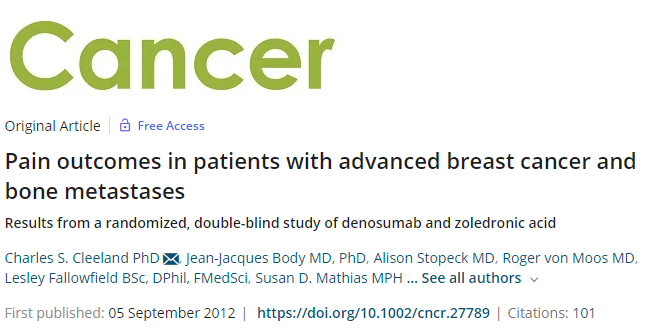 Cancer
Original Article | Free Access
Pain outcomes in patients with advanced breast cancer and
bone metastases
Results from a randomized, double-blind study of denosumab and zoledronic acid
Charles S. Cleeland PhD, Jean-Jacques Body MD, PhD, Alison Stopeck MD, Roger von Moos MD,
Lesley Fallowfield BSc, DPhil, FMedSci, Susan D. Mathias MPH ... See all authors
First published: 05 September 2012 | https://doi.org/10.1002/cncr.27789 | Citations: 101